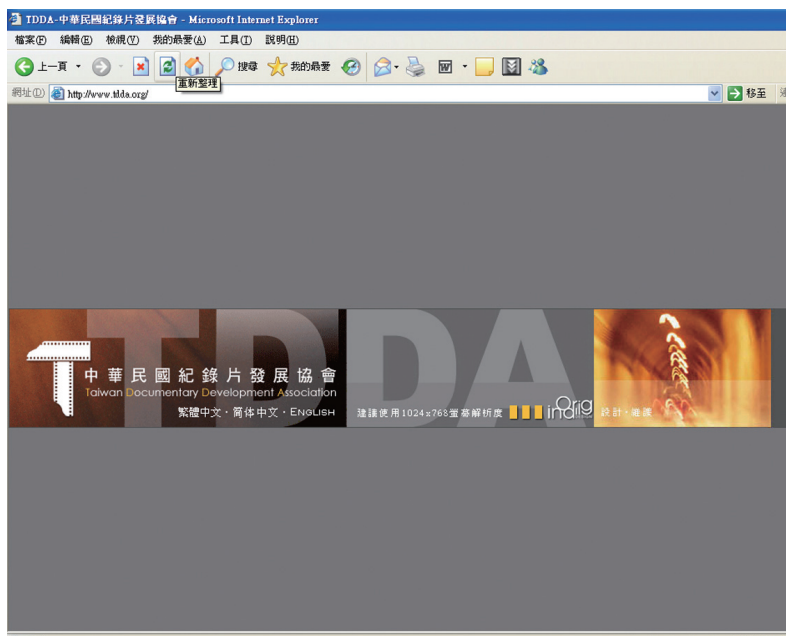 TDDA-中華民國紀錄片發展協會 - Microsoft Internet Explorer
檔案(F) 編輯(E) 檢視(V) 我的最愛(A) 工具(T) 說明(H)
上一頁 搜尋 我的最愛
重新整理
網址(D) http://www.tdda.org/ 移至
TDDA
中華民國紀錄片發展協會
Taiwan Documentary Development Association
繁體中文·简体中文·ENGLISH
建議使用1024x768螢幕解析度 indigOrig 設計·維護